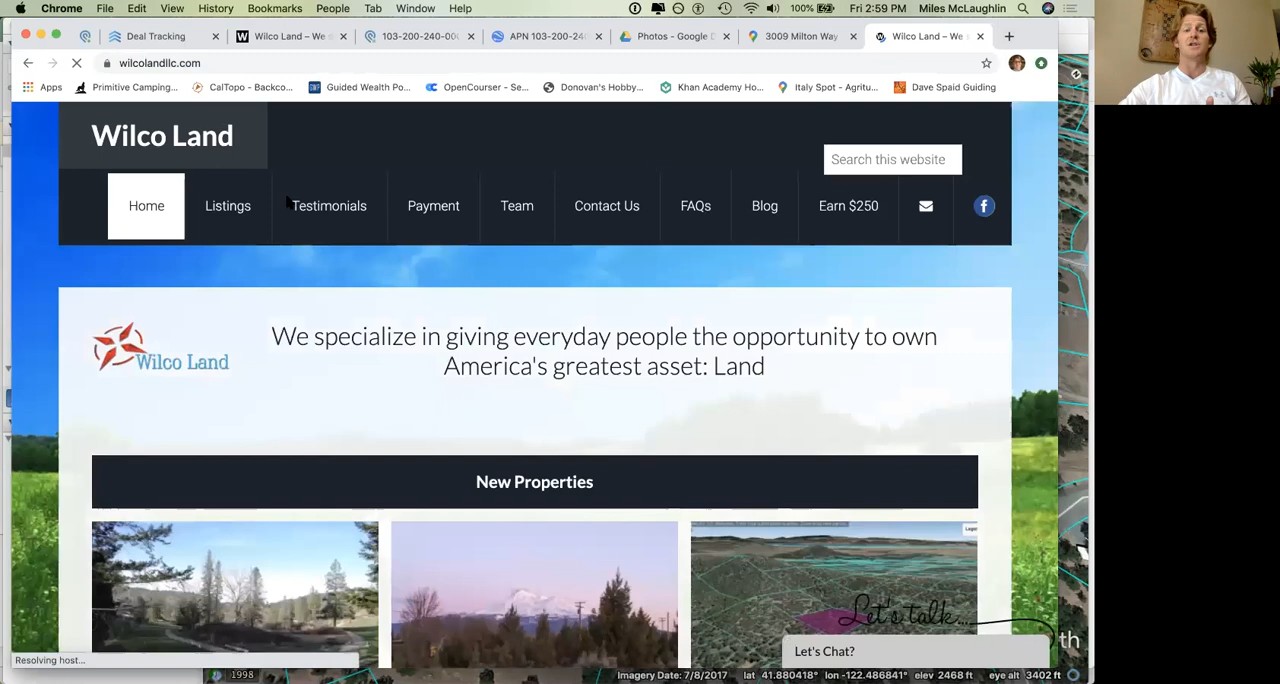 Chrome File Edit View History Bookmarks People Tab Window Help 100% Fri 2:59 PM Miles McLaughlin
Deal Tracking Wilco Land – We s 103-200-240-00 APN 103-200-24 Photos - Google D 3009 Milton Way Wilco Land – We s
wilcolandllc.com
Apps Primitive Camping... CalTopo - Backco... Guided Wealth Po... OpenCourser - Se... Donovan's Hobby... Khan Academy Ho... Italy Spot - Agritu... Dave Spaid Guiding
Wilco Land
Search this website
Home Listings Testimonials Payment Team Contact Us FAQs Blog Earn $250
Wilco Land
We specialize in giving everyday people the opportunity to own
America's greatest asset: Land
New Properties
Let's talk...
Let's Chat?
th
Resolving host...
1998 Imagery Date: 7/8/2017 lat 41.880418° lon -122.486841° elev 2468 ft eye alt 3402 ft